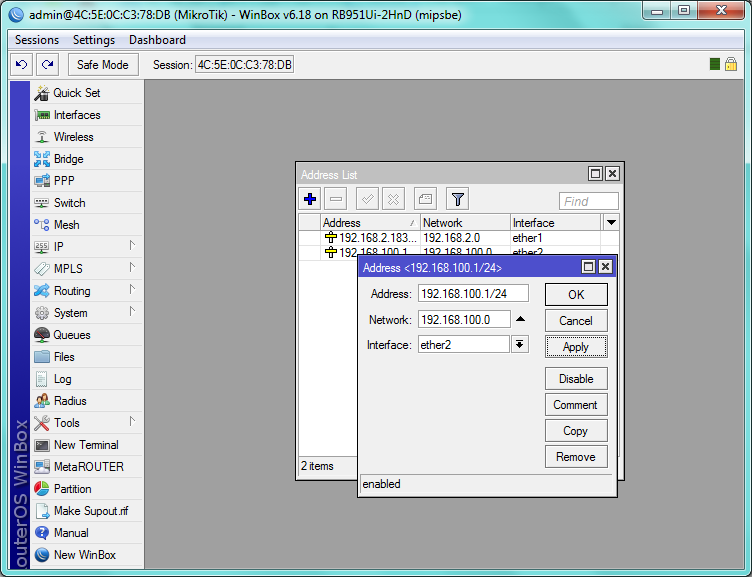 admin@4C:5E:0C:C3:78:DB (MikroTik) - WinBox v6.18 on RB951Ui-2HnD (mipsbe)
Sessions Settings Dashboard
Safe Mode Session: 4C:5E:0C:C3:78:DB
Quick Set
Interfaces
Wireless
Bridge
PPP
Switch
Mesh
IP
MPLS
Routing
System
Queues
Files
Log
Radius
Tools
New Terminal
MetaROUTER
Partition
Make Supout.rif
Manual
New WinBox
outerOS WinBox
Address List
Find
Address Network Interface
192.168.2.183... 192.168.2.0 ether1
192.168.100.1... 192.168.100.0 ether2
2 items
Address <192.168.100.1/24>
Address: 192.168.100.1/24 OK
Network: 192.168.100.0 Cancel
Interface: ether2 Apply
Disable
Comment
Copy
Remove
enabled